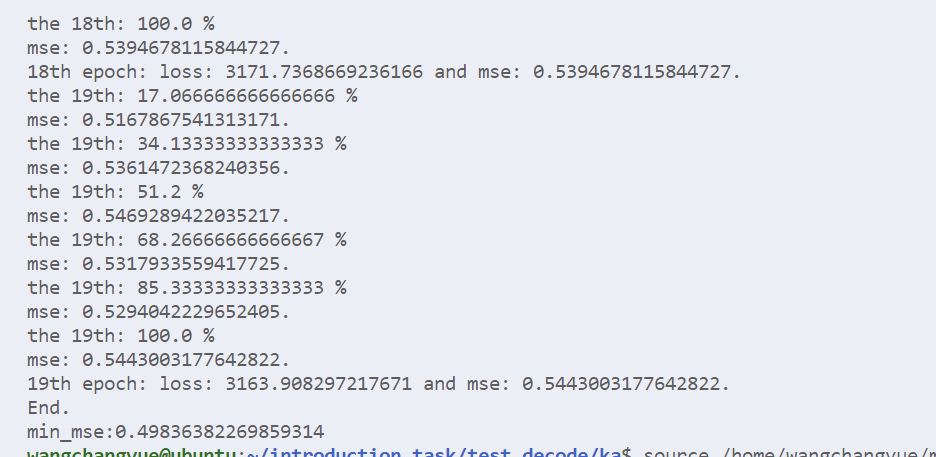 the 18th: 100.0 %
mse: 0.5394678115844727.
18th epoch: loss: 3171.7368669236166 and mse: 0.5394678115844727.
the 19th: 17.066666666666666 %
mse: 0.5167867541313171.
the 19th: 34.13333333333333 %
mse: 0.5361472368240356.
the 19th: 51.2 %
mse: 0.5469289422035217.
the 19th: 68.26666666666667 %
mse: 0.5317933559417725.
the 19th: 85.33333333333333 %
mse: 0.5294042229652405.
the 19th: 100.0 %
mse: 0.5443003177642822.
19th epoch: loss: 3163.908297217671 and mse: 0.5443003177642822.
End.
min_mse:0.49836382269859314
wangchangyue@ubuntu:~/introduction_task/test_decode/ka$ source /home/wangchangyue/m